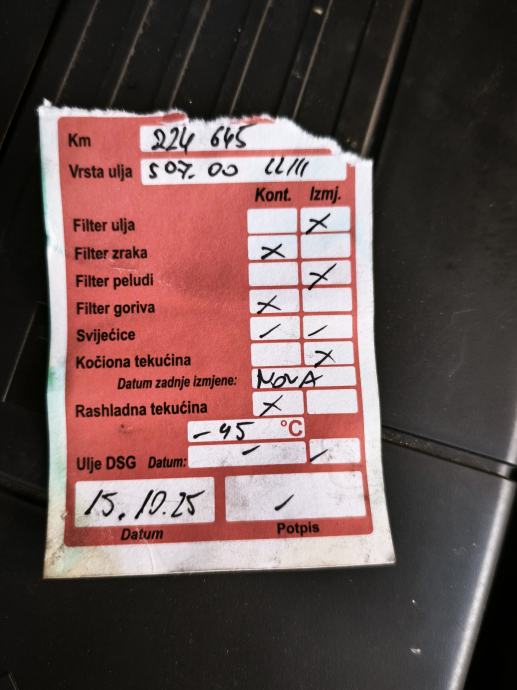 Km 224 645
Vrsta ulja 507.00 LL III
Kont. Izmj.
Filter ulja X
Filter zraka X
Filter peludi X
Filter goriva X
Svijećice / /
Kočiona tekućina X
Datum zadnje izmjene: NOVA
Rashladna tekućina X
-45 °C
Ulje DSG Datum: - -
15.10.25 /
Datum Potpis